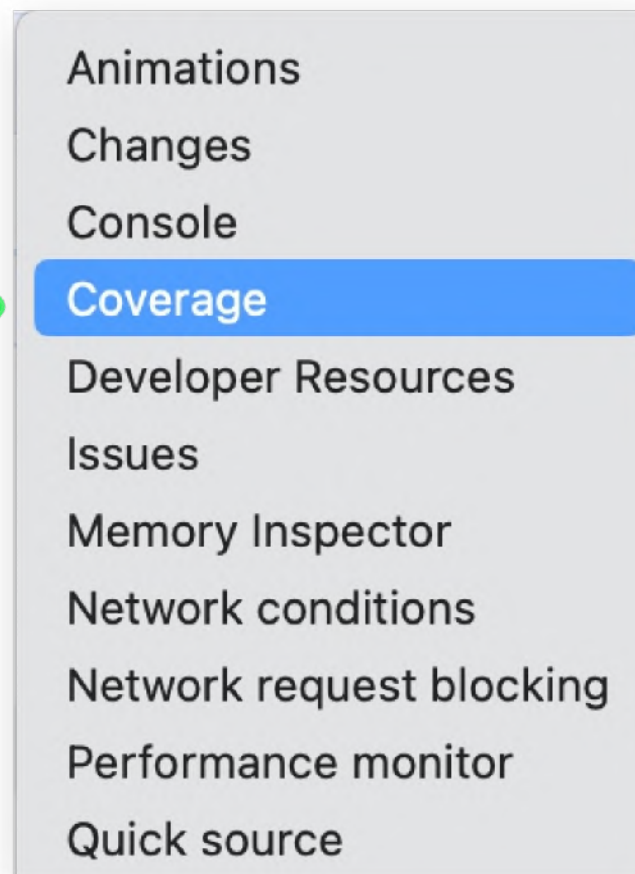 Animations
Changes
Console
Coverage
Developer Resources
Issues
Memory Inspector
Network conditions
Network request blocking
Performance monitor
Quick source